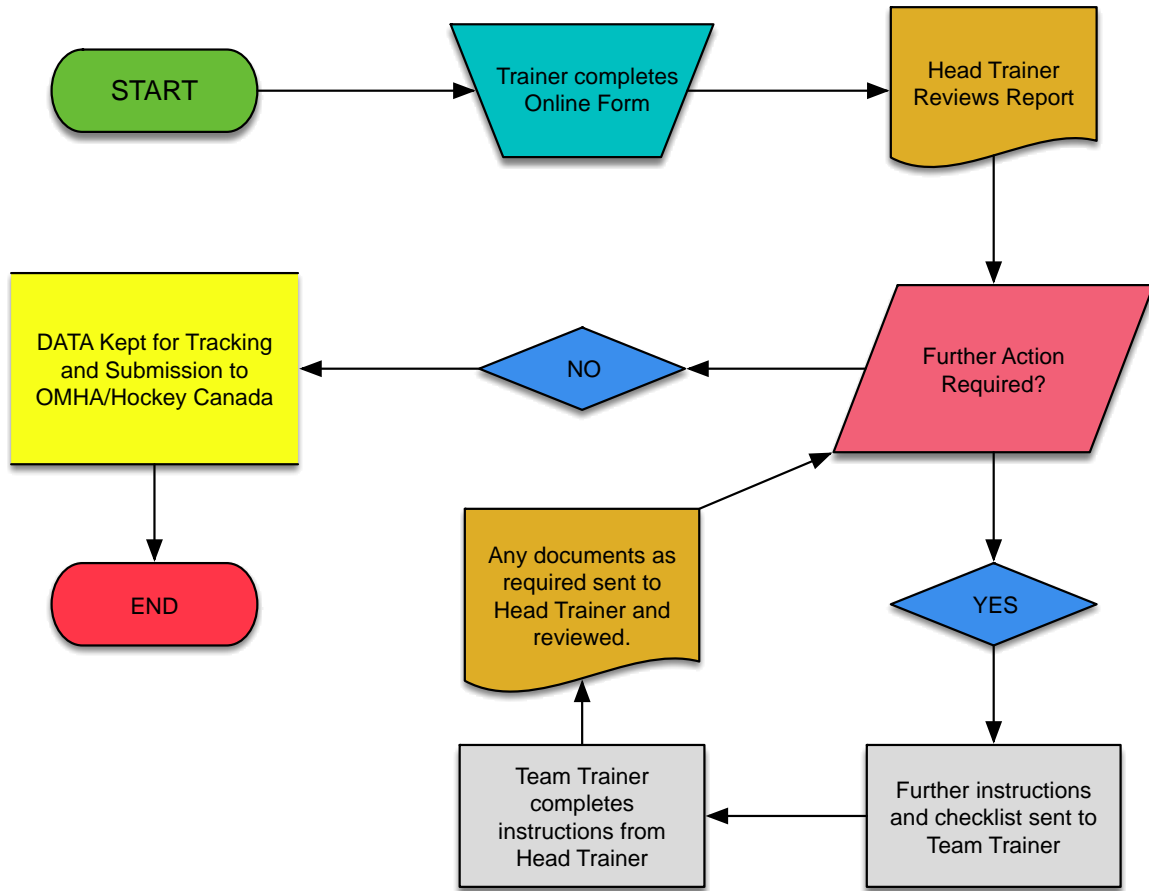 START
Trainer completes
Online Form
Head Trainer
Reviews Report
DATA Kept for Tracking
and Submission to
OMHA/Hockey Canada
NO
Further Action
Required?
Any documents as
required sent to
Head Trainer and
reviewed.
END
YES
Team Trainer
completes
instructions from
Head Trainer
Further instructions
and checklist sent to
Team Trainer